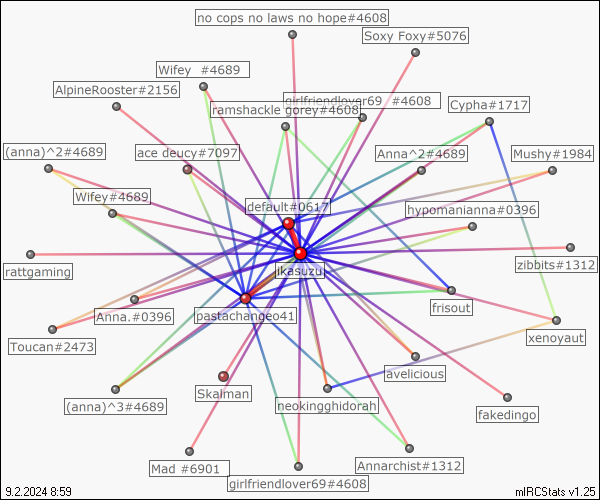 no cops no laws no hope#4608
Soxy Foxy#5076
Wifey #4689
AlpineRooster#2156
girlfriendlover69 #4608
ramshackle gorey#4608
Cypha#1717
(anna)^2#4689
ace deucy#7097
Anna^2#4689
Mushy#1984
Wifey#4689
default#0617
hypomanianna#0396
rattgaming
ikasuzu
zibbits#1312
Anna.#0396
pastachangeo41
frisout
Toucan#2473
xenoyaut
Skalman
avelicious
(anna)^3#4689
neokingghidorah
fakedingo
Mad #6901
Annarchist#1312
girlfriendlover69#4608
9.2.2024 8:59
mIRCStats v1.25